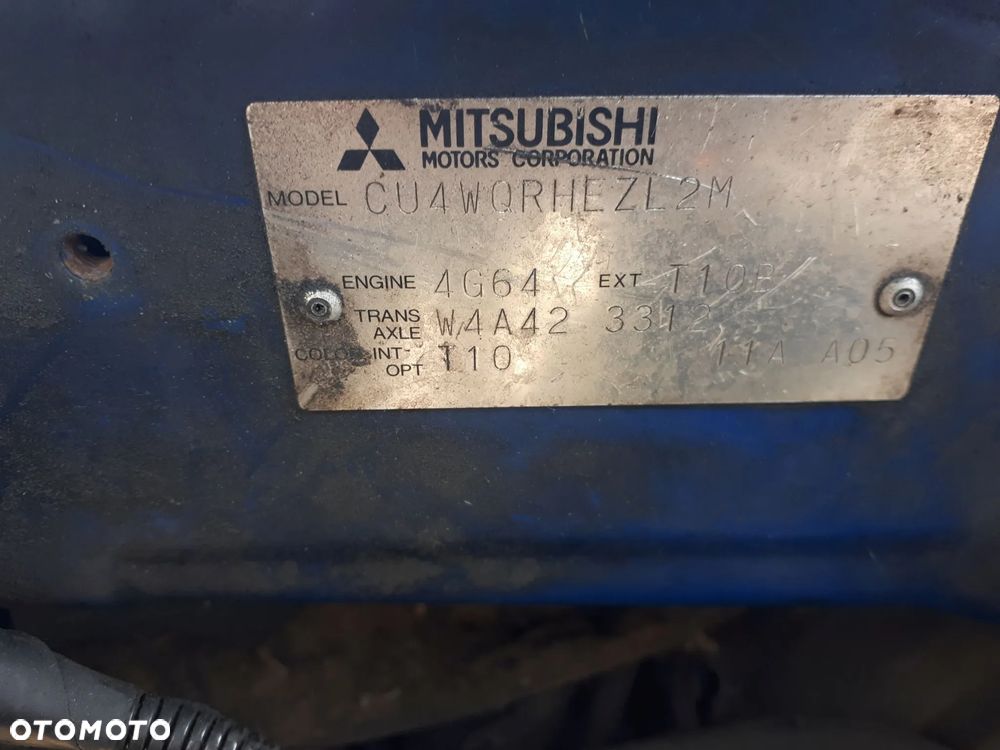 MITSUBISHI
MOTORS CORPORATION
MODEL CU4WQRHEZL2M
ENGINE 4G64 EXT T10B
TRANS AXLE W4A42 3312
COLOR INT OPT T10 11A A05
OTOMOTO